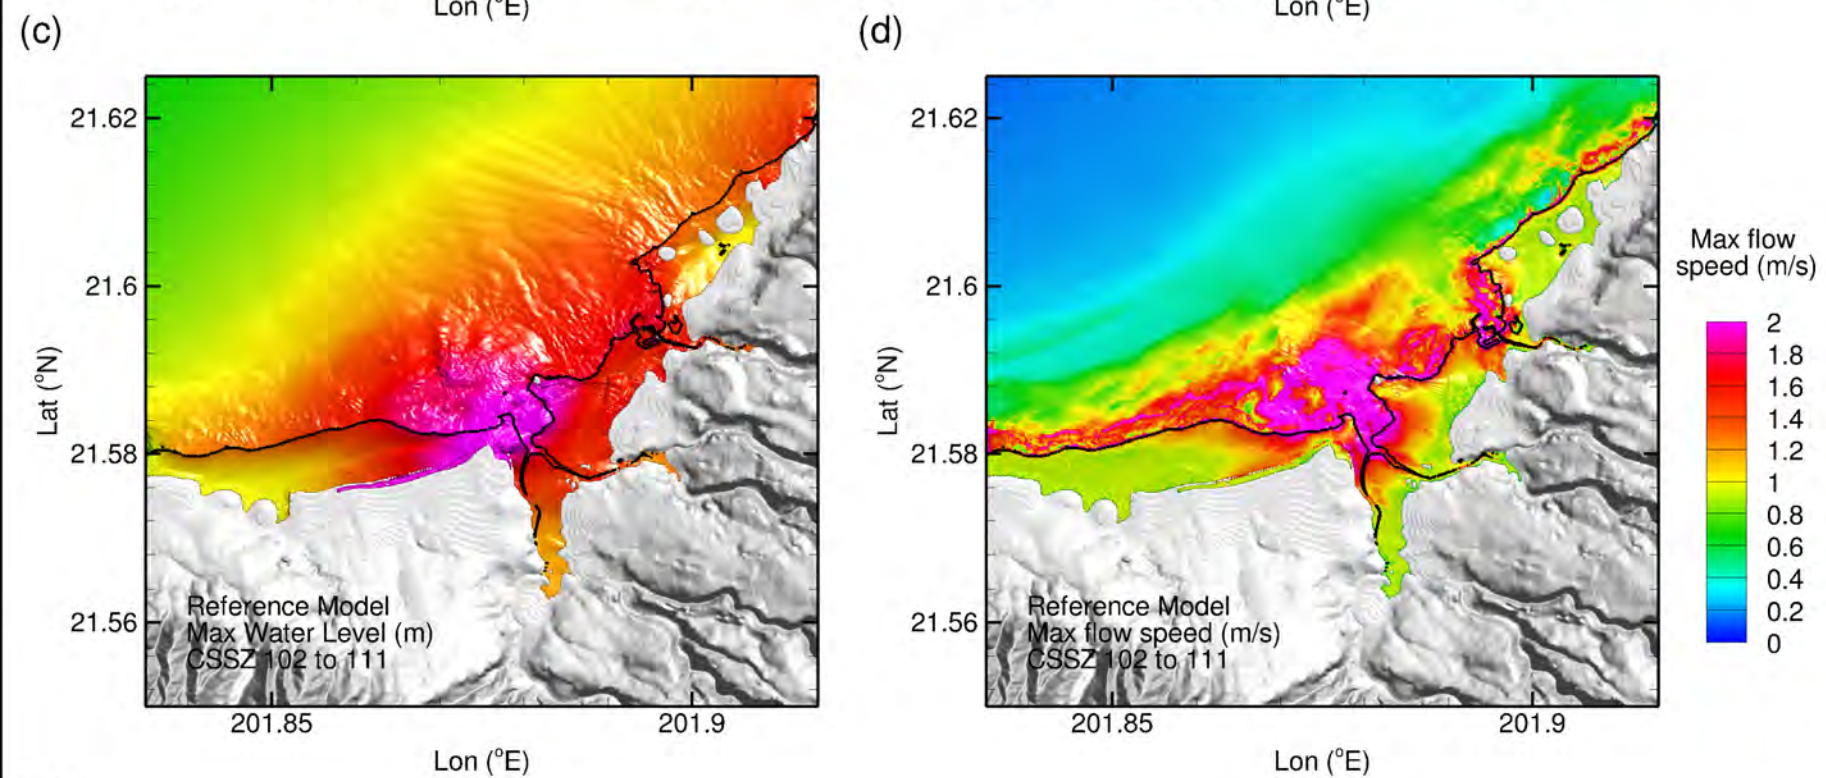 Lon (°E)
Lon (°E)
(c)
(d)
21.62
21.6
21.58
21.56
Lat (°N)
Reference Model
Max Water Level (m)
CSSZ 102 to 111
201.85
201.9
Lon (°E)
21.62
21.6
21.58
21.56
Lat (°N)
Reference Model
Max flow speed (m/s)
CSSZ 102 to 111
201.85
201.9
Lon (°E)
Max flow
speed (m/s)
2
1.8
1.6
1.4
1.2
1
0.8
0.6
0.4
0.2
0